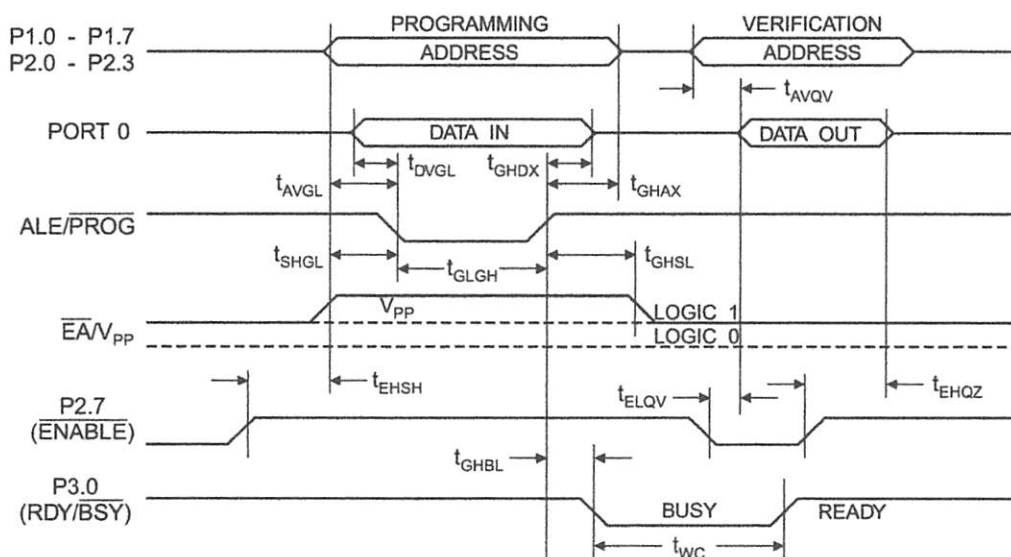 PROGRAMMING VERIFICATION
P1.0 - P1.7
P2.0 - P2.3
ADDRESS ADDRESS
tAVQV
PORT 0 DATA IN DATA OUT
tDVGL tGHDX
tAVGL tGHAX
ALE/PROG
tSHGL tGLGH tGHSL
VPP LOGIC 1
EA/VPP LOGIC 0
tEHSH tELQV tEHQZ
P2.7
(ENABLE)
tGHBL
P3.0
(RDY/BSY) BUSY READY
tWC